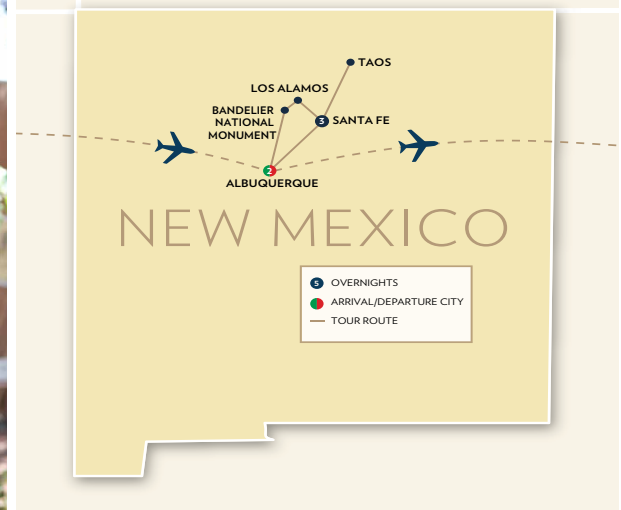 TAOS
LOS ALAMOS
BANDELIER
NATIONAL
MONUMENT
3 SANTA FE
2
ALBUQUERQUE
NEW MEXICO
5 OVERNIGHTS
ARRIVAL/DEPARTURE CITY
TOUR ROUTE